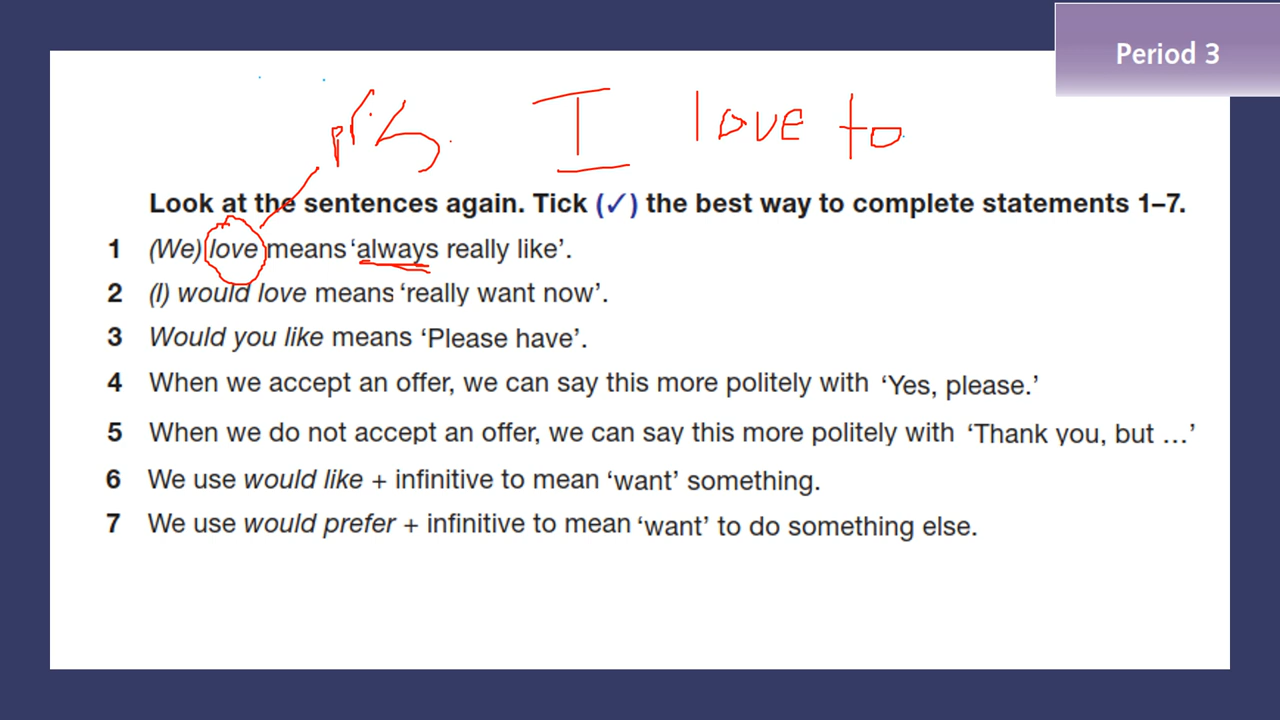 Period 3
I love to
Look at the sentences again. Tick (✓) the best way to complete statements 1–7.
1 (We) love means ‘always really like’.
2 (I) would love means ‘really want now’.
3 Would you like means ‘Please have’.
4 When we accept an offer, we can say this more politely with ‘Yes, please.’
5 When we do not accept an offer, we can say this more politely with ‘Thank you, but …’
6 We use would like + infinitive to mean ‘want’ something.
7 We use would prefer + infinitive to mean ‘want’ to do something else.